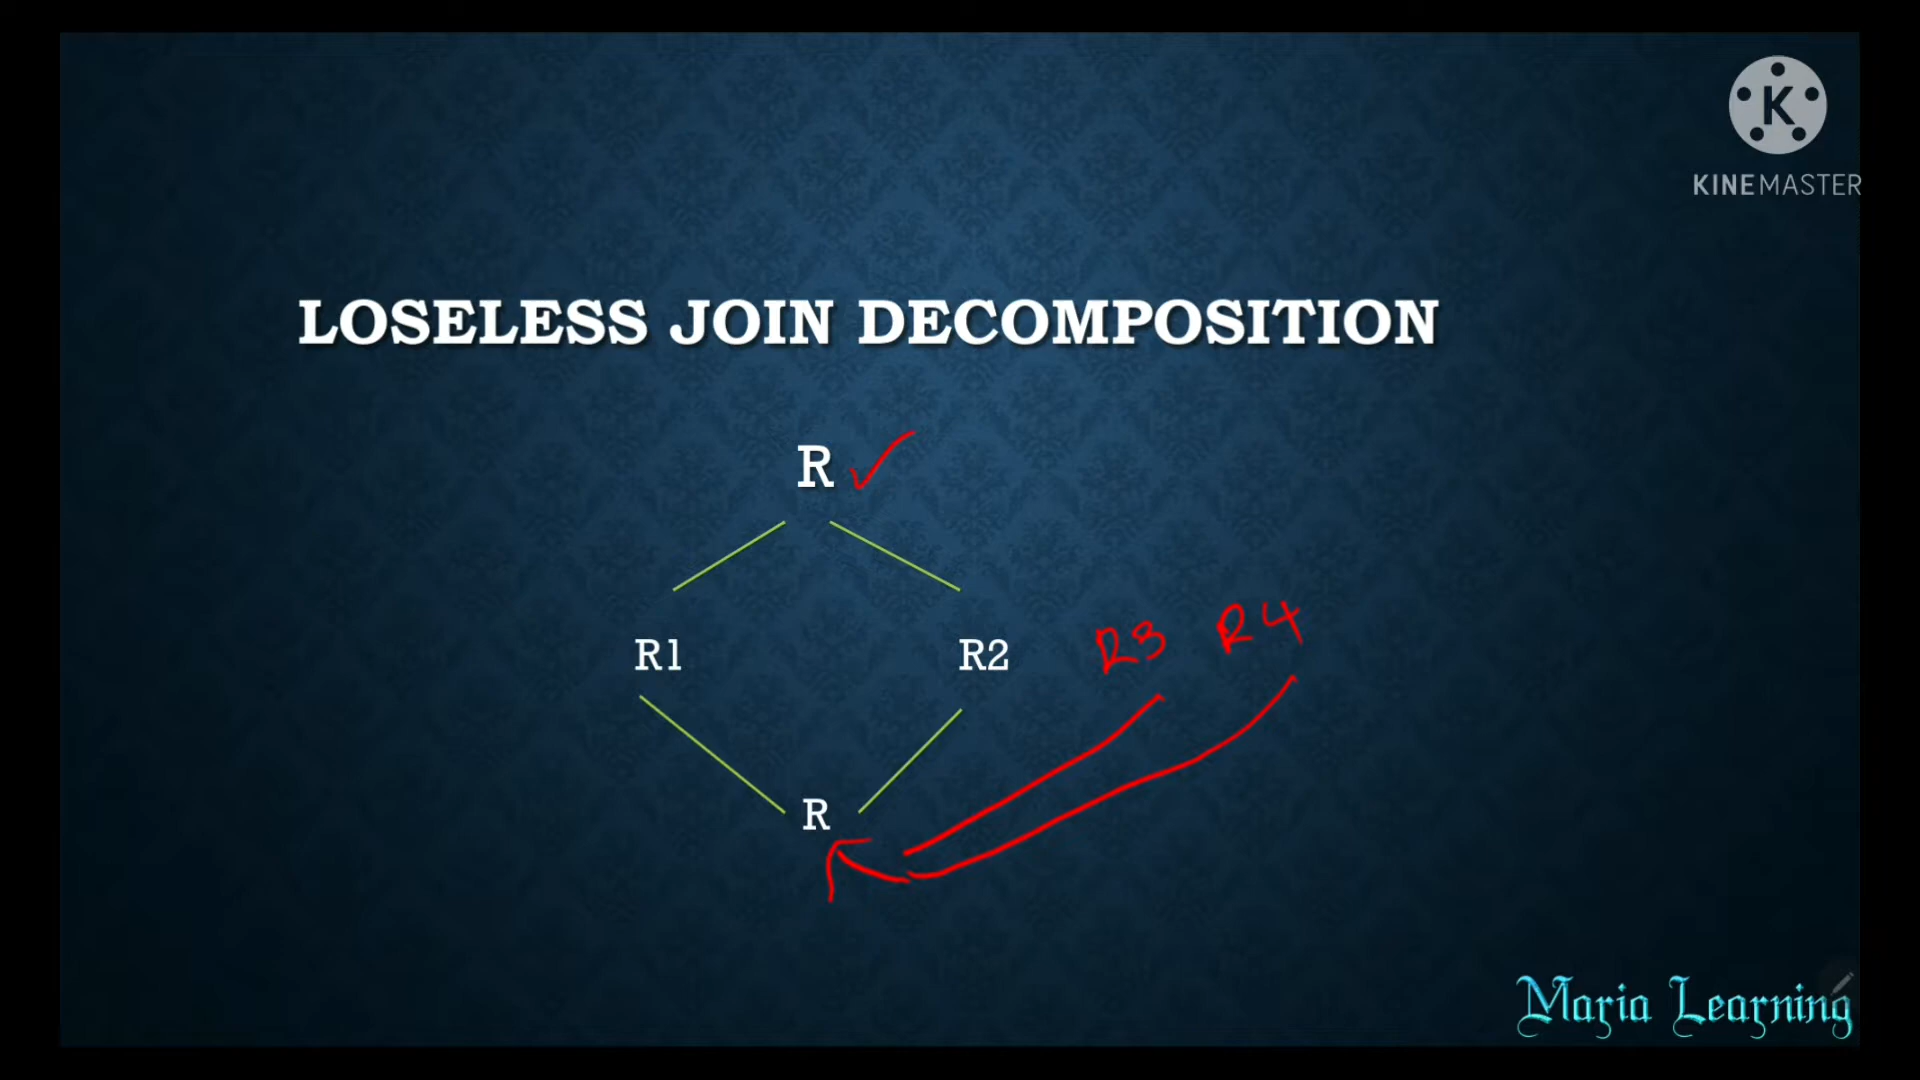 K
KINEMASTER
LOSELESS JOIN DECOMPOSITION
R
R1 R2 R3 R4
R
Maria Learning